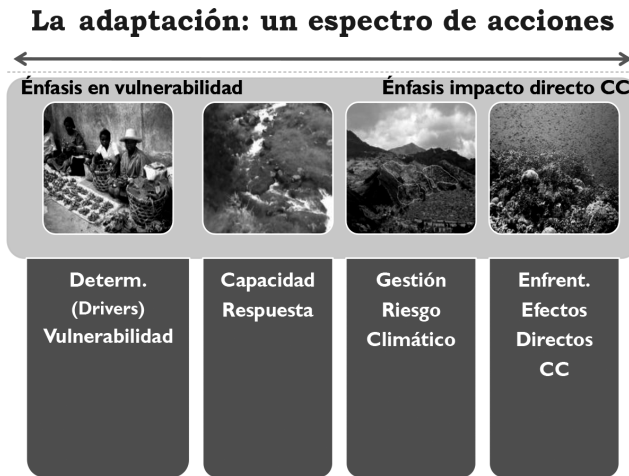 La adaptación: un espectro de acciones
Énfasis en vulnerabilidad
Énfasis impacto directo CC
Determ.
(Drivers)
Vulnerabilidad
Capacidad
Respuesta
Gestión
Riesgo
Climático
Enfrent.
Efectos
Directos
CC